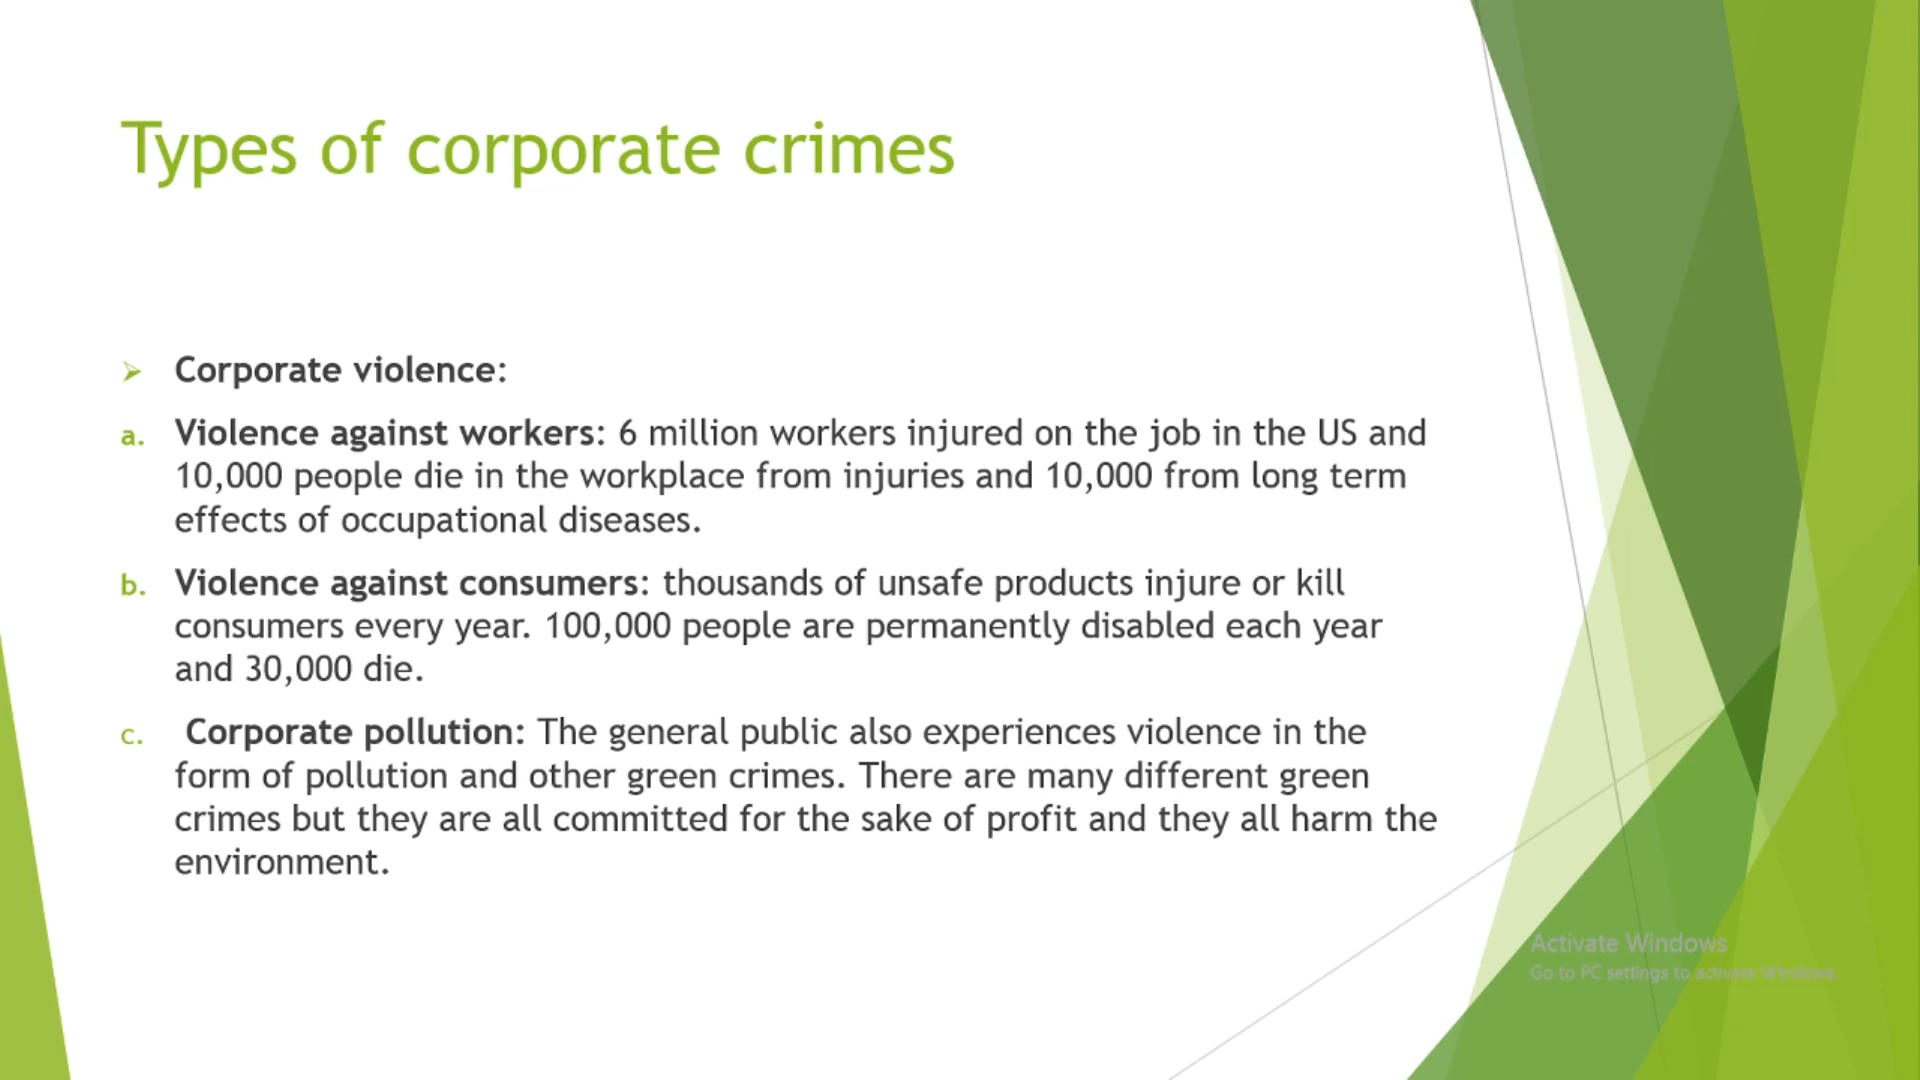 Types of corporate crimes
➢ Corporate violence:
a. Violence against workers: 6 million workers injured on the job in the US and
10,000 people die in the workplace from injuries and 10,000 from long term
effects of occupational diseases.
b. Violence against consumers: thousands of unsafe products injure or kill
consumers every year. 100,000 people are permanently disabled each year
and 30,000 die.
c. Corporate pollution: The general public also experiences violence in the
form of pollution and other green crimes. There are many different green
crimes but they are all committed for the sake of profit and they all harm the
environment.
Activate Windows
Go to PC settings to activate Windows.